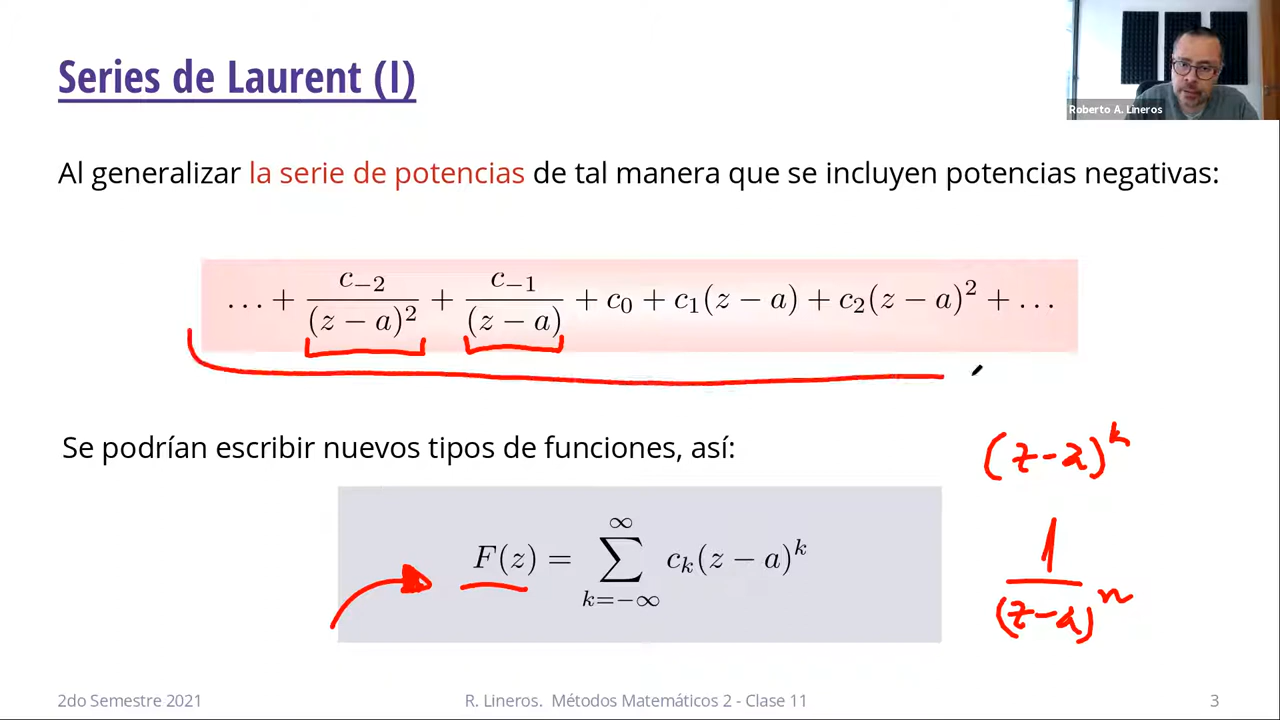 Series de Laurent (I)
Roberto A. Lineros
Al generalizar la serie de potencias de tal manera que se incluyen potencias negativas:
… + c₋₂/(z − a)² + c₋₁/(z − a) + c₀ + c₁(z − a) + c₂(z − a)² + …
Se podrían escribir nuevos tipos de funciones, así:
(z-a)^k
F(z) = ∑_{k=−∞}^{∞} c_k(z − a)^k
1/(z-a)^n
2do Semestre 2021
R. Lineros. Métodos Matemáticos 2 - Clase 11
3